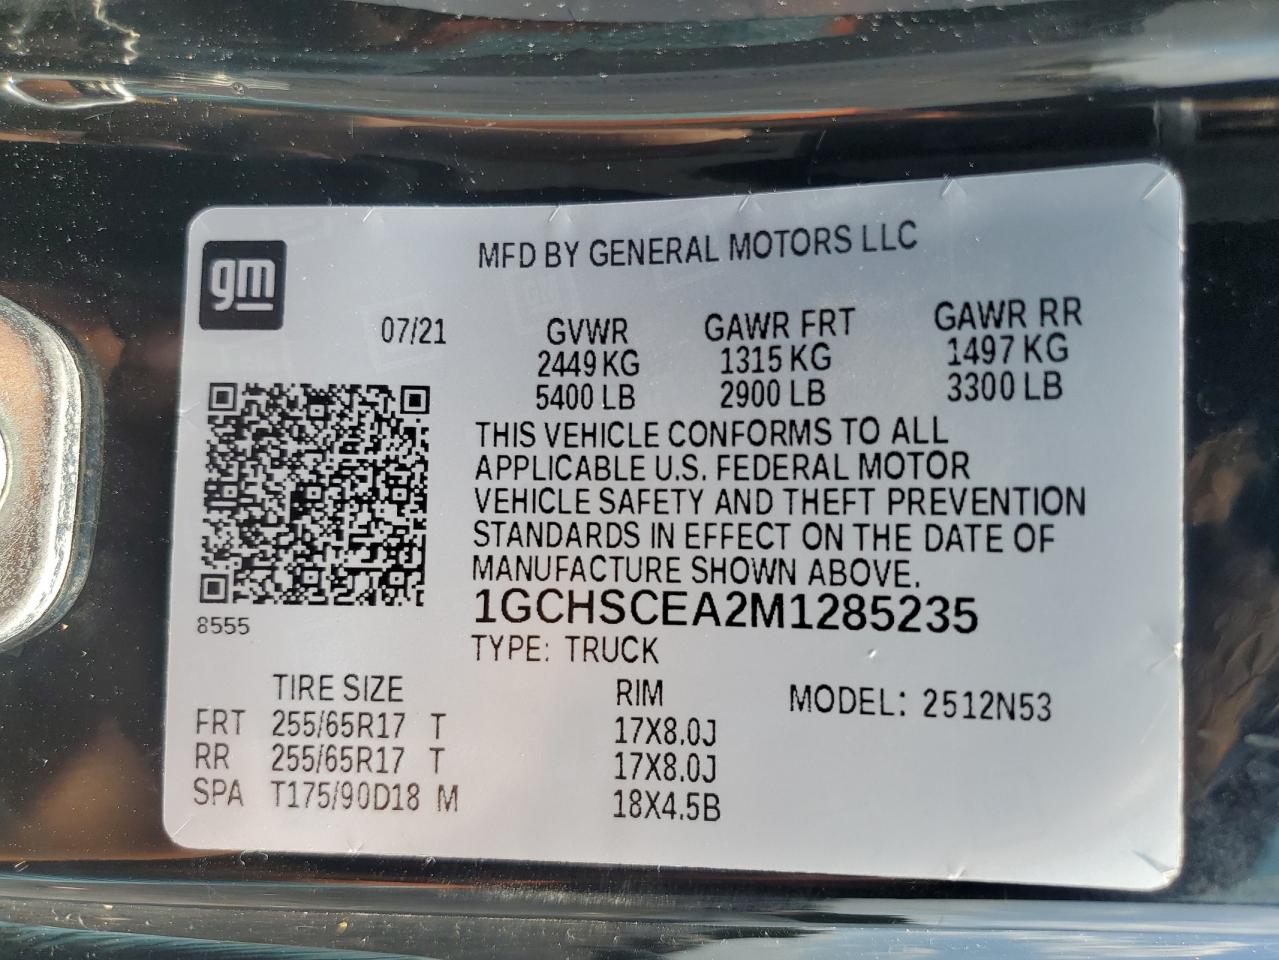 gm
MFD BY GENERAL MOTORS LLC
07/21 GVWR GAWR FRT GAWR RR
2449 KG 1315 KG 1497 KG
5400 LB 2900 LB 3300 LB
THIS VEHICLE CONFORMS TO ALL
APPLICABLE U.S. FEDERAL MOTOR
VEHICLE SAFETY AND THEFT PREVENTION
STANDARDS IN EFFECT ON THE DATE OF
MANUFACTURE SHOWN ABOVE.
8555
1GCHSCEA2M1285235
TYPE: TRUCK
TIRE SIZE RIM MODEL: 2512N53
FRT 255/65R17 T 17X8.0J
RR 255/65R17 T 17X8.0J
SPA T175/90D18 M 18X4.5B